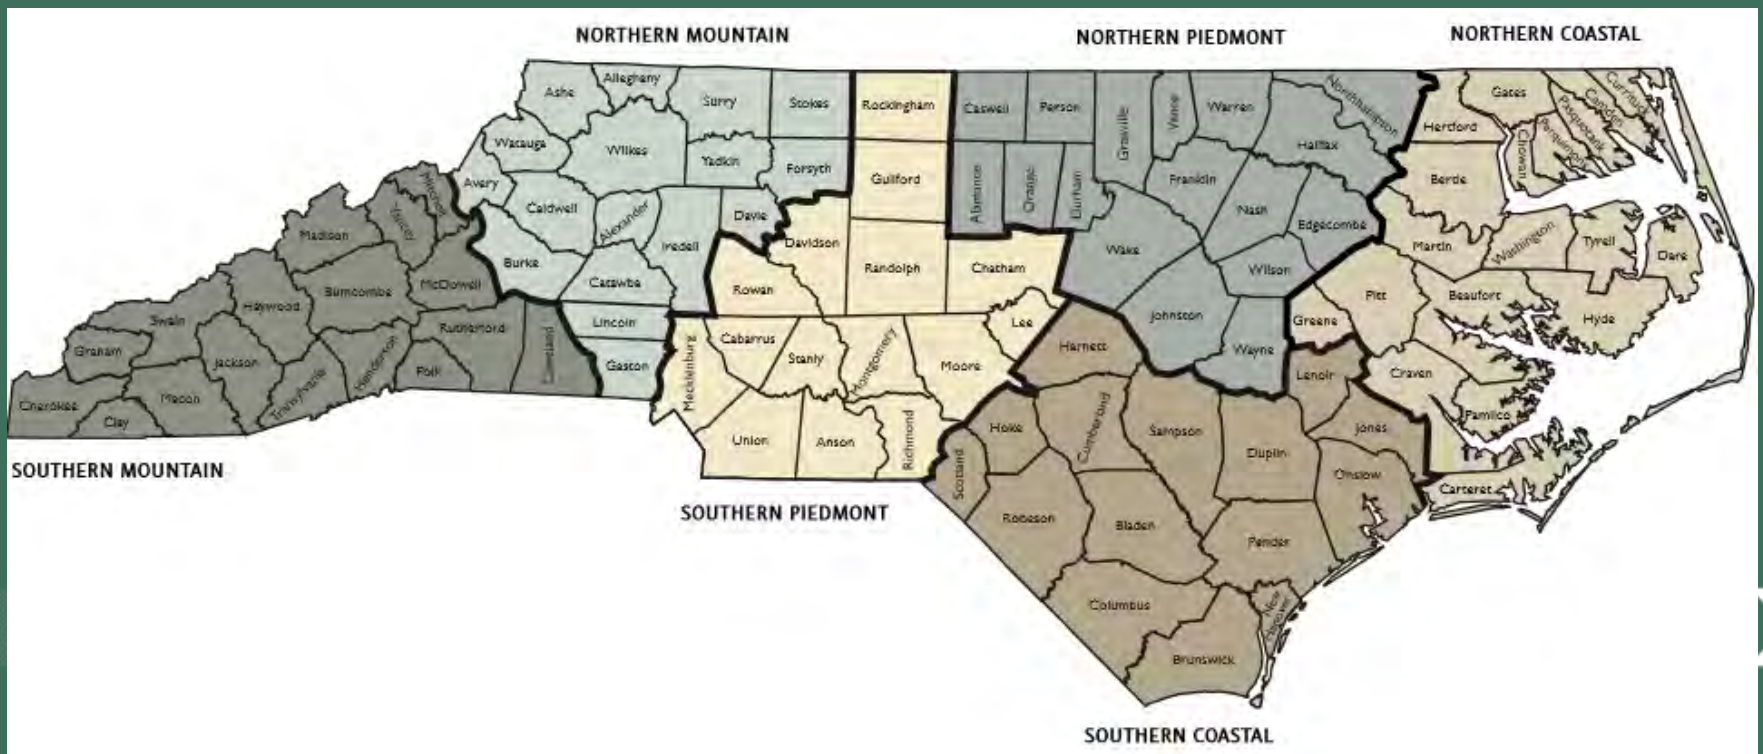 NORTHERN MOUNTAIN
NORTHERN PIEDMONT
NORTHERN COASTAL
Ashe
Allegheny
Surry
Stokes
Rockingham
Caswell
Person
Granville
Vance
Warren
Northhampton
Gates
Currituck
Camden
Pasquotank
Perquimons
Chowan
Hertford
Watauga
Wilkes
Yadkin
Forsyth
Guilford
Alamance
Orange
Durham
Franklin
Halifax
Bertie
Mitchell
Avery
Caldwell
Alexander
Iredell
Davie
Davidson
Nash
Edgecombe
Martin
Washington
Tyrell
Dare
Madison
Yancey
Burke
Catawba
Rowan
Randolph
Chatham
Wake
Wilson
Pitt
Beaufort
Hyde
Swain
Haywood
Buncombe
McDowell
Rutherford
Cleveland
Lincoln
Gaston
Mecklenburg
Cabarrus
Stanly
Montgomery
Moore
Lee
Harnett
Johnston
Wayne
Greene
Lenoir
Craven
Pamlico
Graham
Jackson
Henderson
Polk
Cherokee
Clay
Macon
Transylvania
Union
Anson
Richmond
Hoke
Cumberland
Sampson
Duplin
Jones
Onslow
Carteret
SOUTHERN MOUNTAIN
Scotland
SOUTHERN PIEDMONT
Robeson
Bladen
Pender
Columbus
New
Hanover
Brunswick
SOUTHERN COASTAL